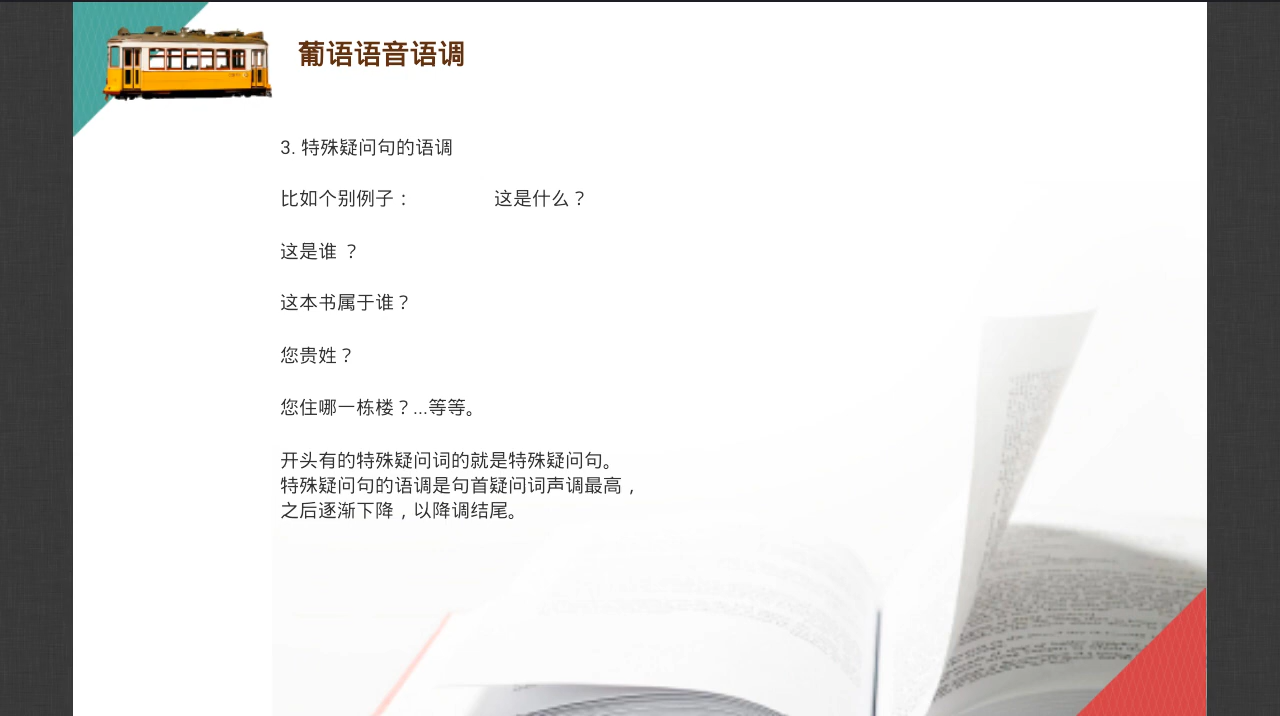 葡语语音语调
3. 特殊疑问句的语调
比如个别例子： 这是什么？
这是谁 ？
这本书属于谁？
您贵姓？
您住哪一栋楼？...等等。
开头有的特殊疑问词的就是特殊疑问句。
特殊疑问句的语调是句首疑问词声调最高，
之后逐渐下降，以降调结尾。